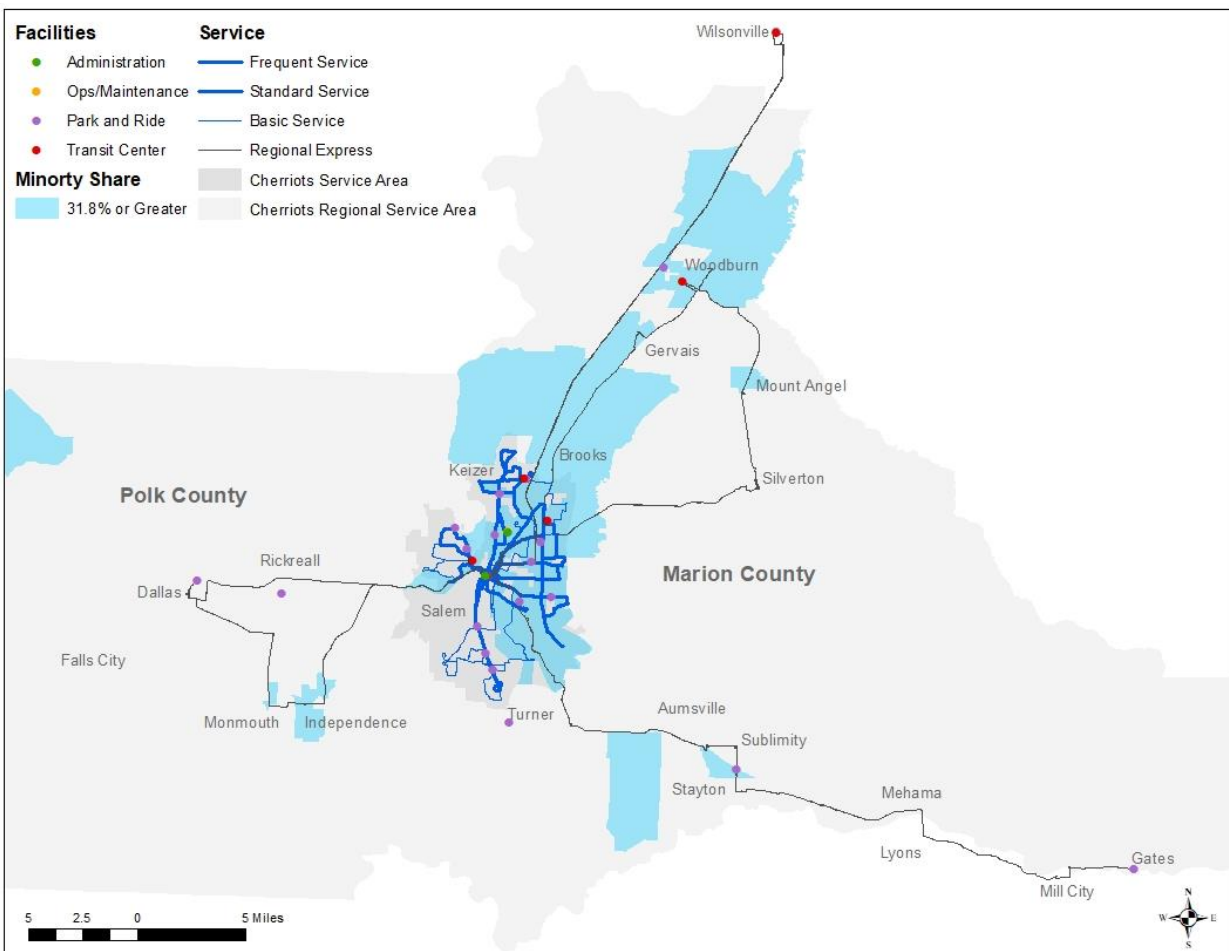 Facilities
Administration
Ops/Maintenance
Park and Ride
Transit Center
Minorty Share
31.8% or Greater
Service
Frequent Service
Standard Service
Basic Service
Regional Express
Cherriots Service Area
Cherriots Regional Service Area
Wilsonville
Woodburn
Gervais
Mount Angel
Brooks
Keizer
Silverton
Polk County
Rickreall
Marion County
Dallas
Salem
Falls City
Monmouth
Independence
Turner
Aumsville
Sublimity
Stayton
Mehama
Lyons
Gates
Mill City
5 2.5 0 5 Miles
N
W E
S